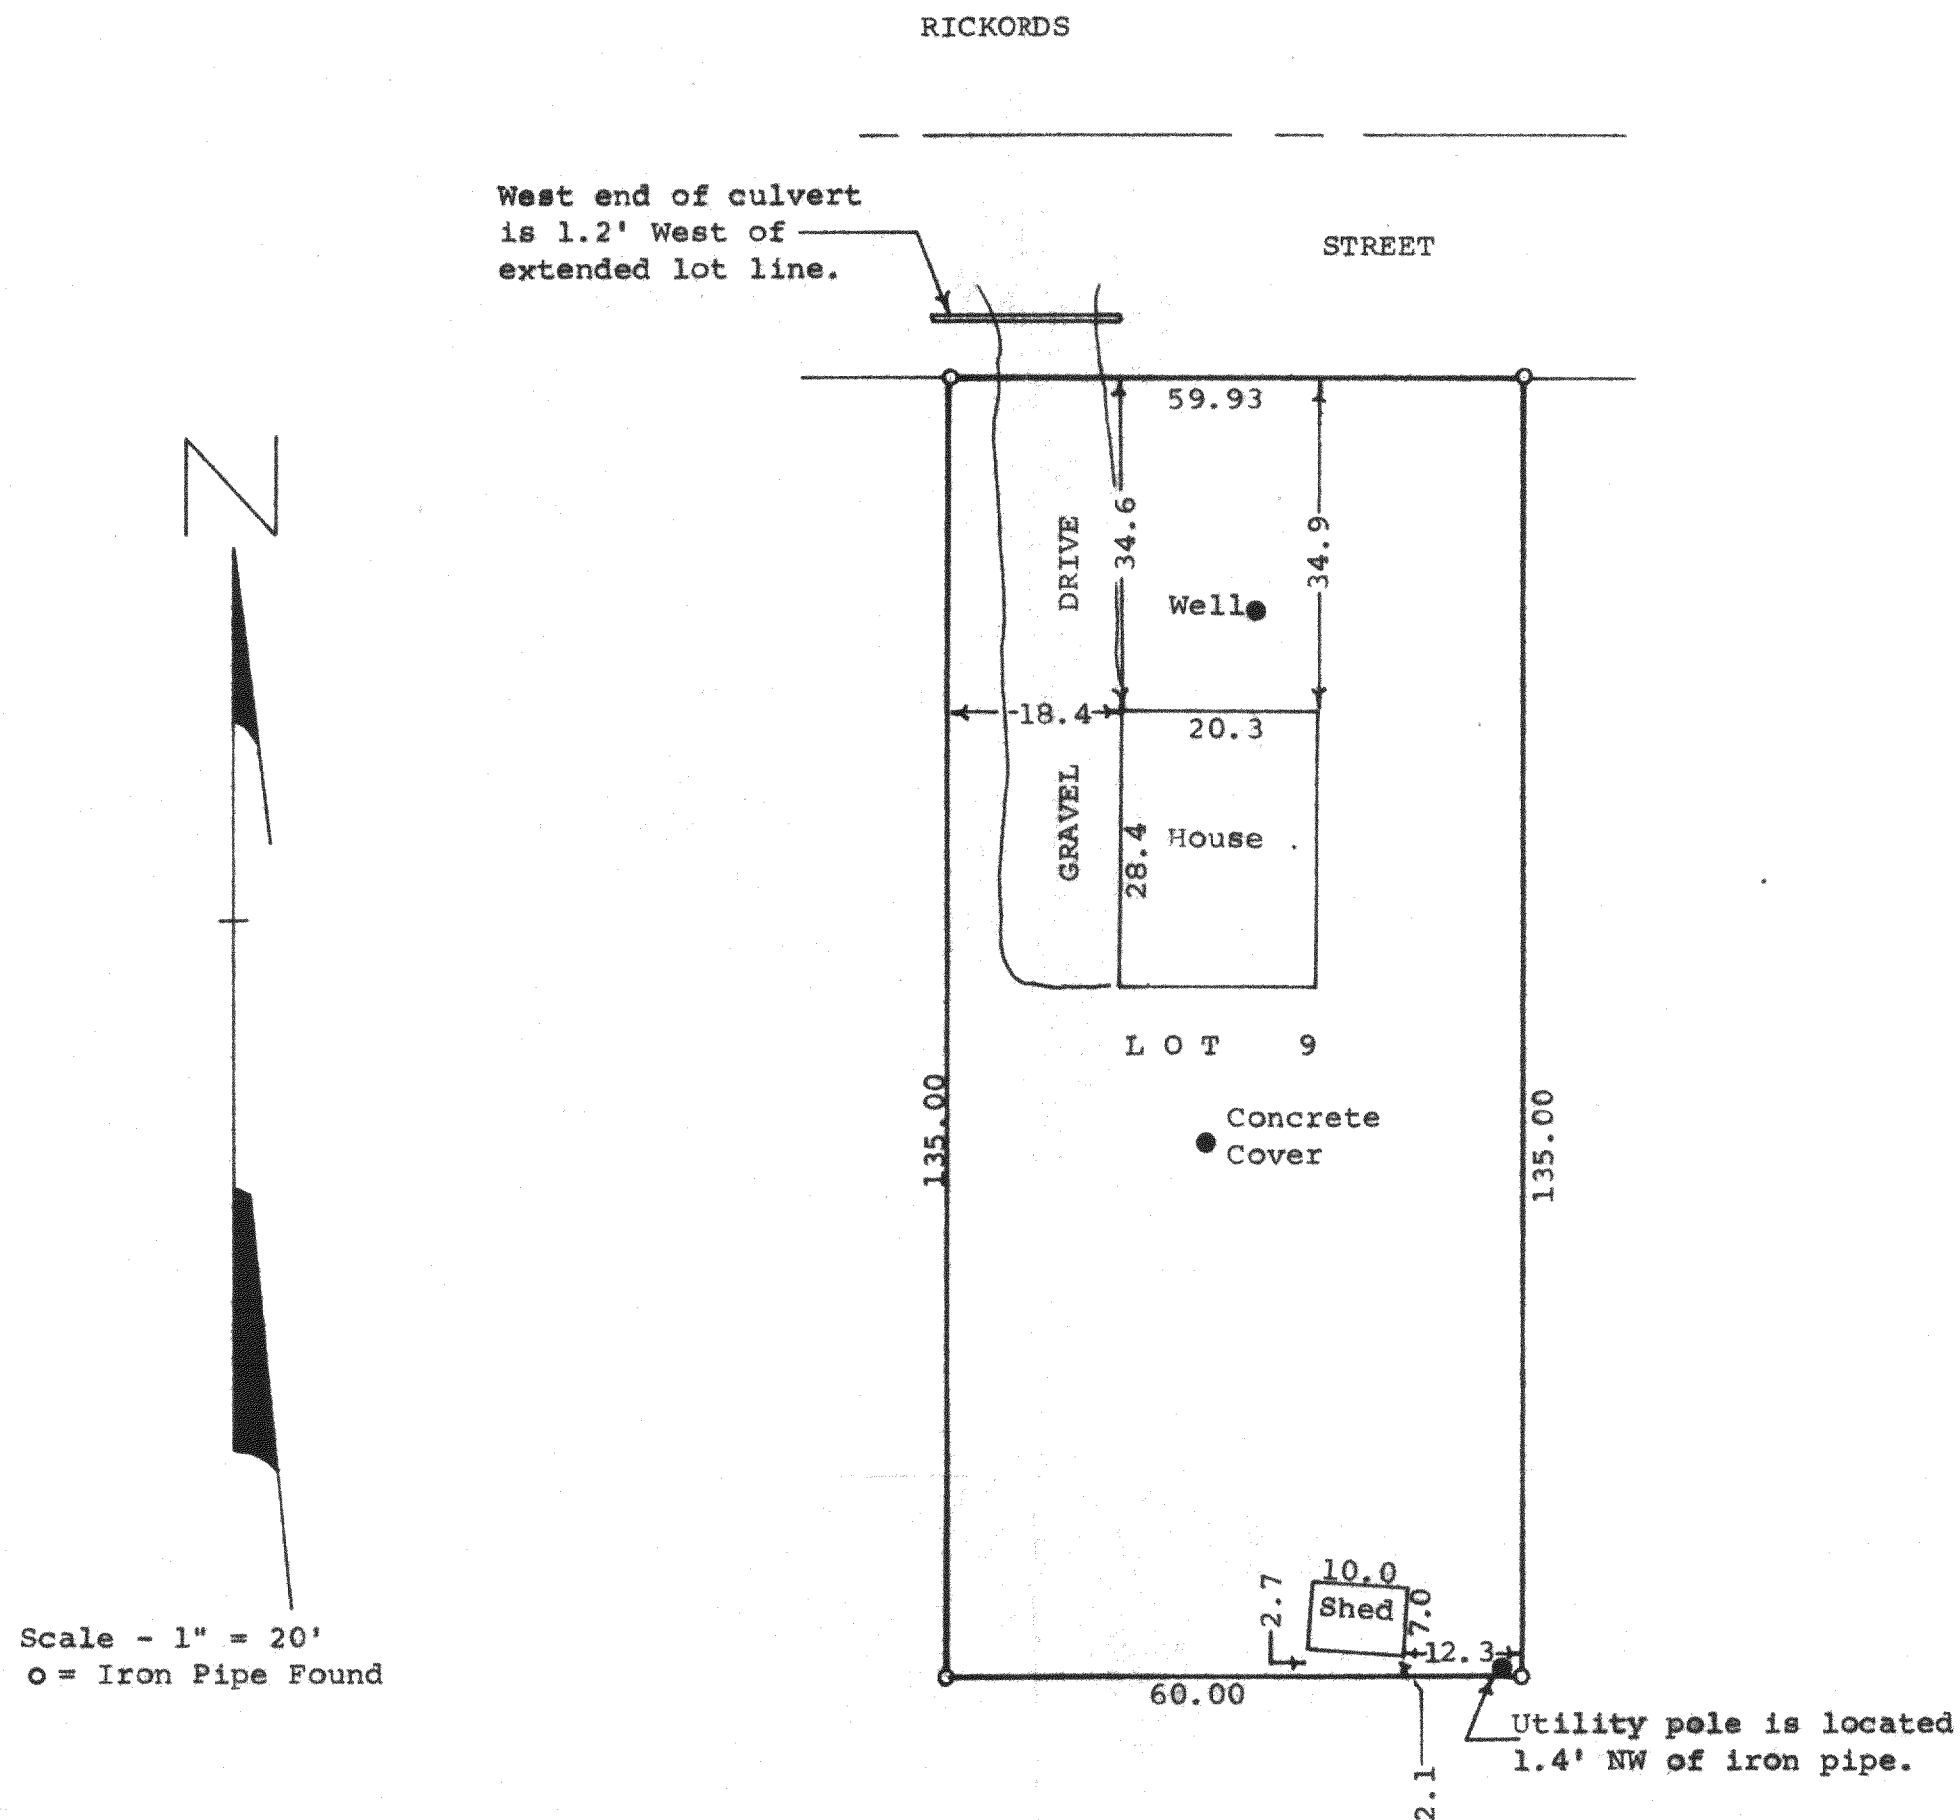 RICKORDS
West end of culvert
is 1.2' West of
extended lot line.
STREET
59.93
N
34.6
34.9
DRIVE
Well
18.4
20.3
GRAVEL
28.4
House
LOT 9
135.00
135.00
Concrete
Cover
10.0
2.7
Shed
7.0
12.3
Scale - 1" = 20'
o = Iron Pipe Found
60.00
Utility pole is located
1.4' NW of iron pipe.
2.1